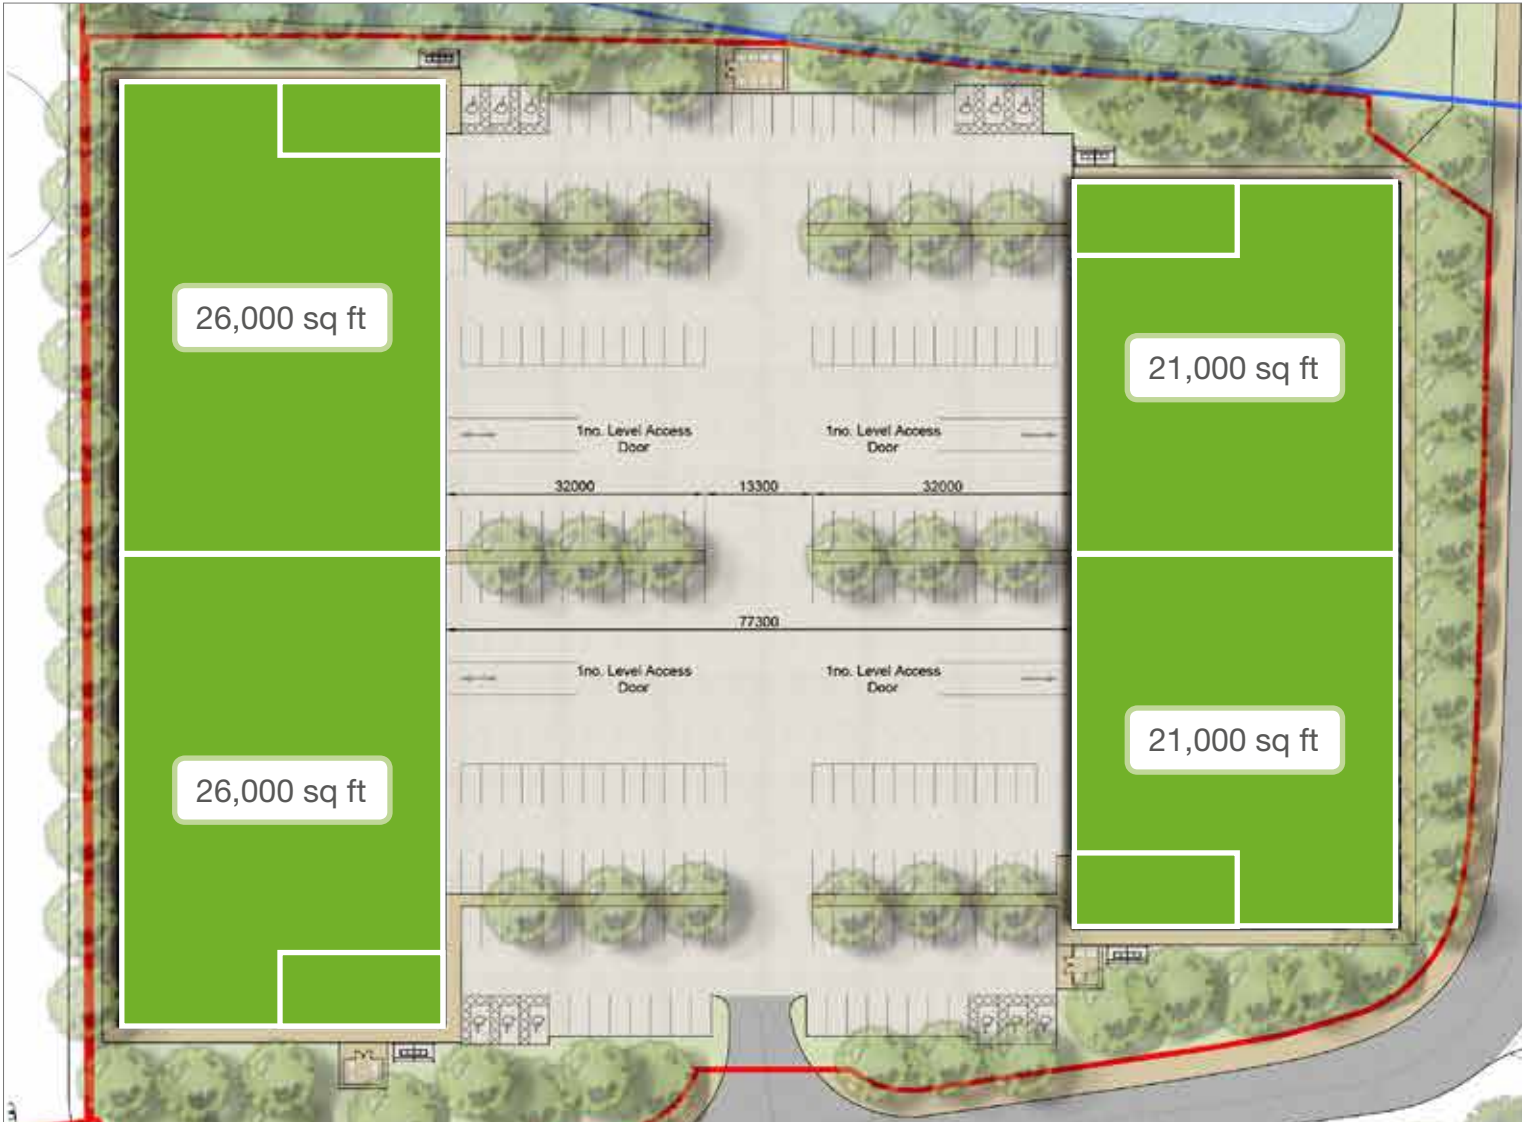 26,000 sq ft
21,000 sq ft
1no. Level Access
Door
1no. Level Access
Door
32000
13300
32000
77300
1no. Level Access
Door
1no. Level Access
Door
26,000 sq ft
21,000 sq ft